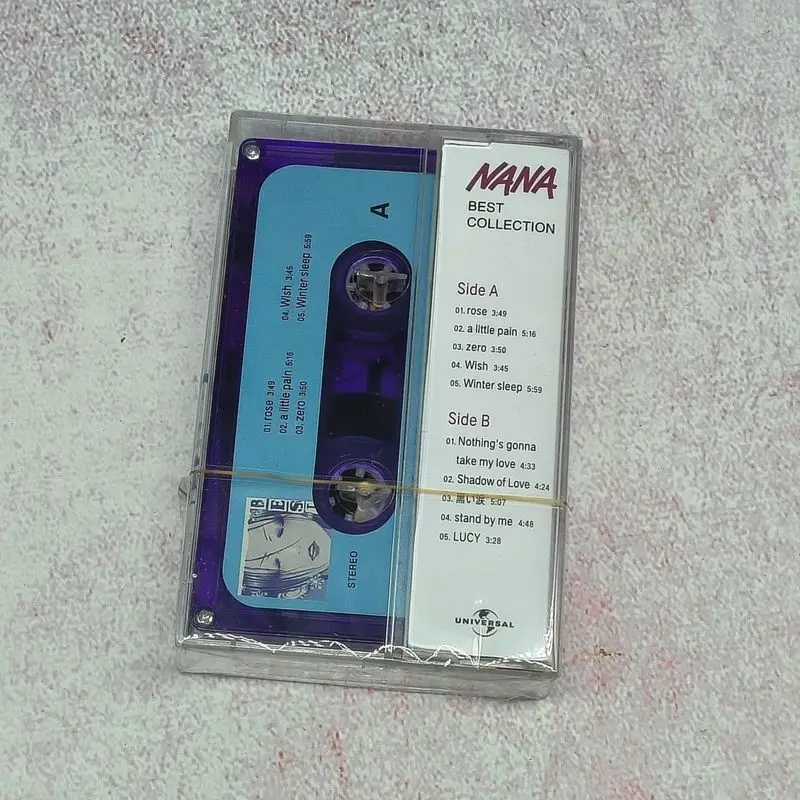 A
01. rose 3:49
02. a little pain 5:16
03. zero 3:50
04. Wish 3:45
05. Winter sleep 5:59
BEST
STEREO
NANA
BEST
COLLECTION
Side A
01. rose 3:49
02. a little pain 5:16
03. zero 3:50
04. Wish 3:45
05. Winter sleep 5:59
Side B
01. Nothing's gonna
take my love 4:33
02. Shadow of Love 4:24
03. 黒い涙 5:07
04. stand by me 4:48
05. LUCY 3:28
UNIVERSAL